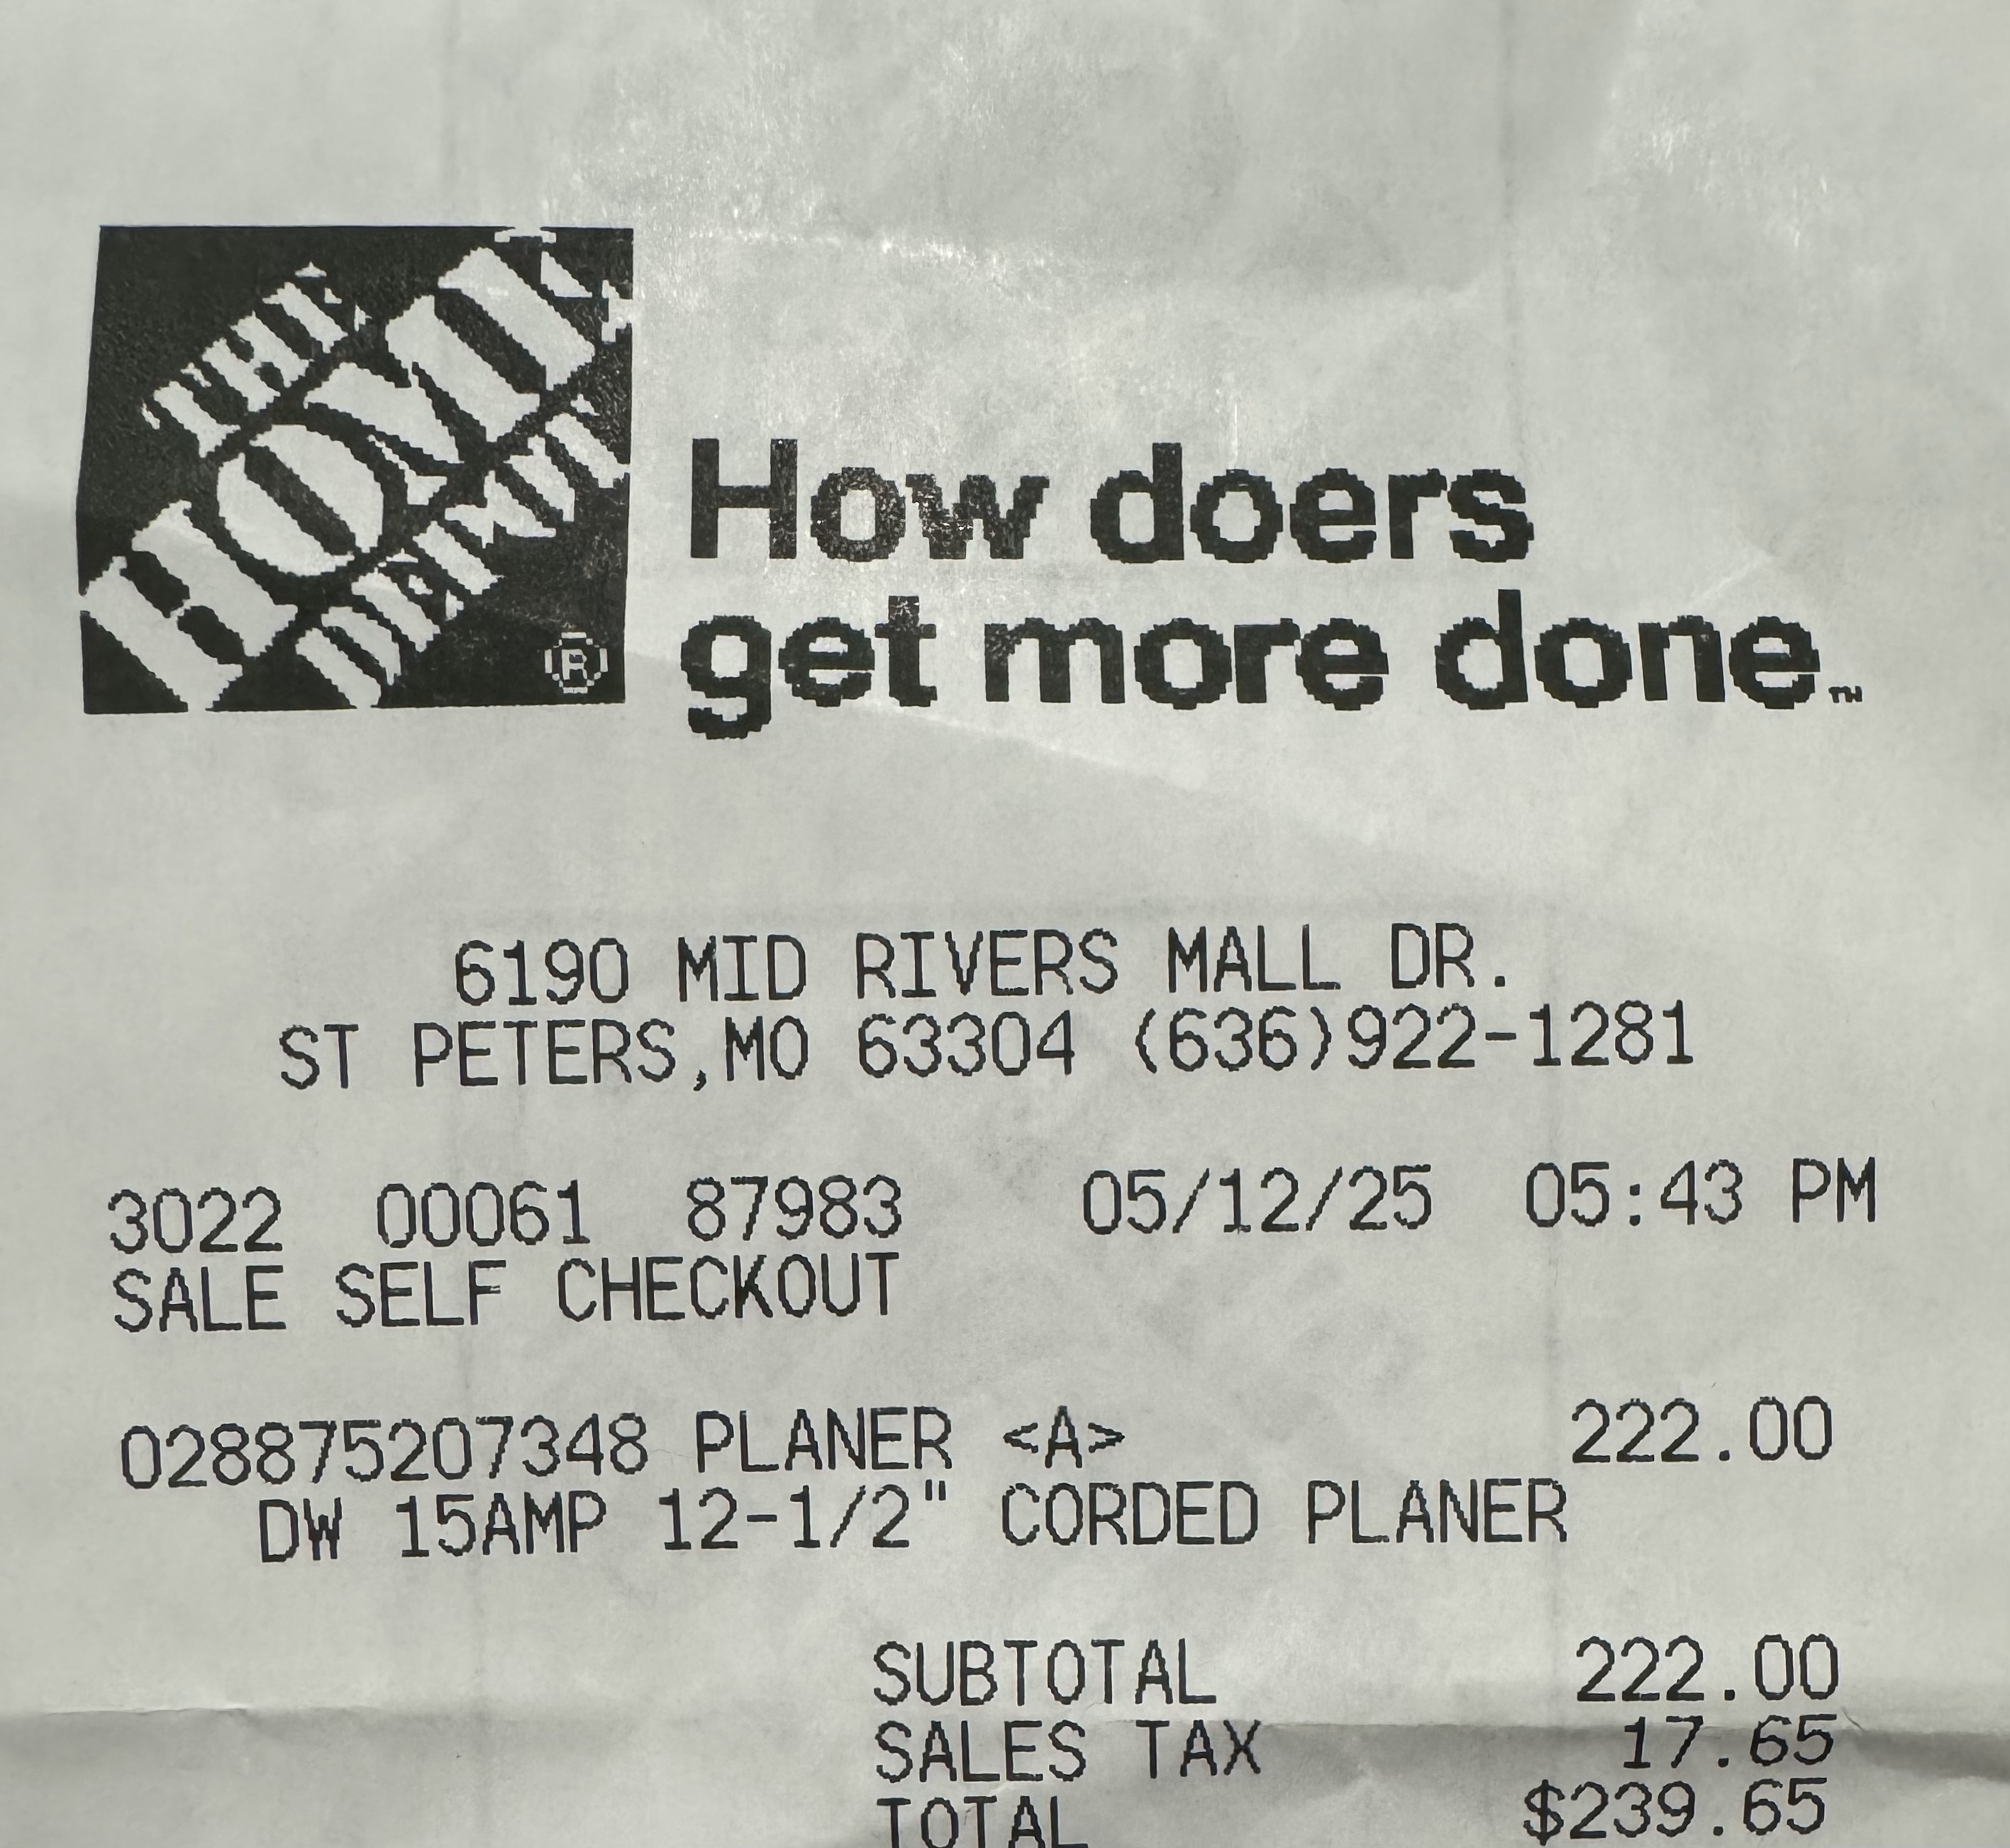 THE
HOME
DEPOT
®
How doers
get more done™
6190 MID RIVERS MALL DR.
ST PETERS,MO 63304 (636)922-1281
3022 00061 87983 05/12/25 05:43 PM
SALE SELF CHECKOUT
028875207348 PLANER <A> 222.00
DW 15AMP 12-1/2" CORDED PLANER
SUBTOTAL 222.00
SALES TAX 17.65
TOTAL $239.65